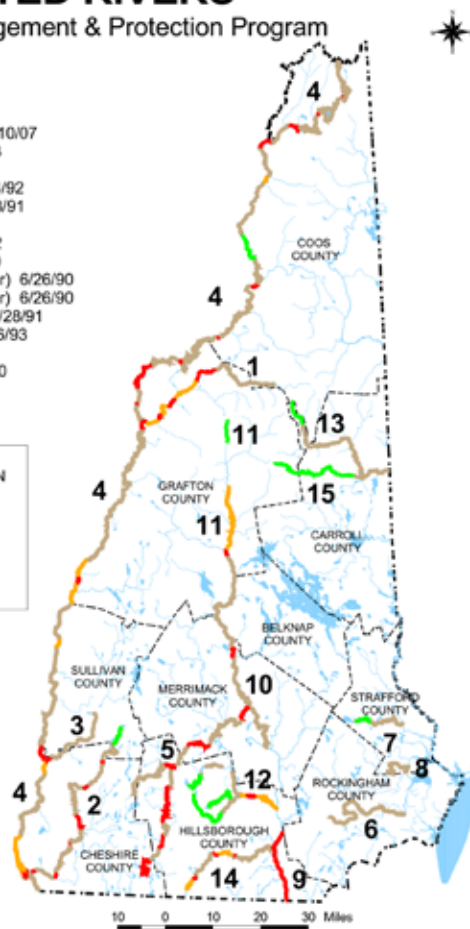 TED RIVERS
gement & Protection Program
10/07
/92
/91
r) 6/26/90
r) 6/26/90
/28/91
/93
0
N
4
COOS
COUNTY
4
1
13
11
4
GRAFTON
COUNTY
15
11
CARROLL
COUNTY
BELKNAP
COUNTY
SULLIVAN
COUNTY
MERRIMACK
COUNTY
10
STRAFFORD
COUNTY
3
7
5
8
4
2
12
ROCKINGHAM
COUNTY
HILLSBOROUGH
COUNTY
6
CHESHIRE
COUNTY
14
9
10 0 10 20 30 Miles